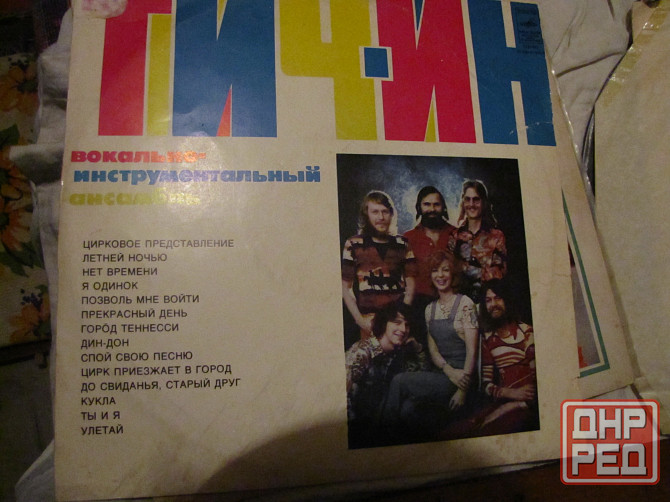 ТИЧ-ИН
вокально-
инструментальный
ансамбль
ЦИРКОВОЕ ПРЕДСТАВЛЕНИЕ
ЛЕТНЕЙ НОЧЬЮ
НЕТ ВРЕМЕНИ
Я ОДИНОК
ПОЗВОЛЬ МНЕ ВОЙТИ
ПРЕКРАСНЫЙ ДЕНЬ
ГОРОД ТЕННЕССИ
ДИН-ДОН
СПОЙ СВОЮ ПЕСНЮ
ЦИРК ПРИЕЗЖАЕТ В ГОРОД
ДО СВИДАНЬЯ, СТАРЫЙ ДРУГ
КУКЛА
ТЫ И Я
УЛЕТАЙ
ДНР
РЕД